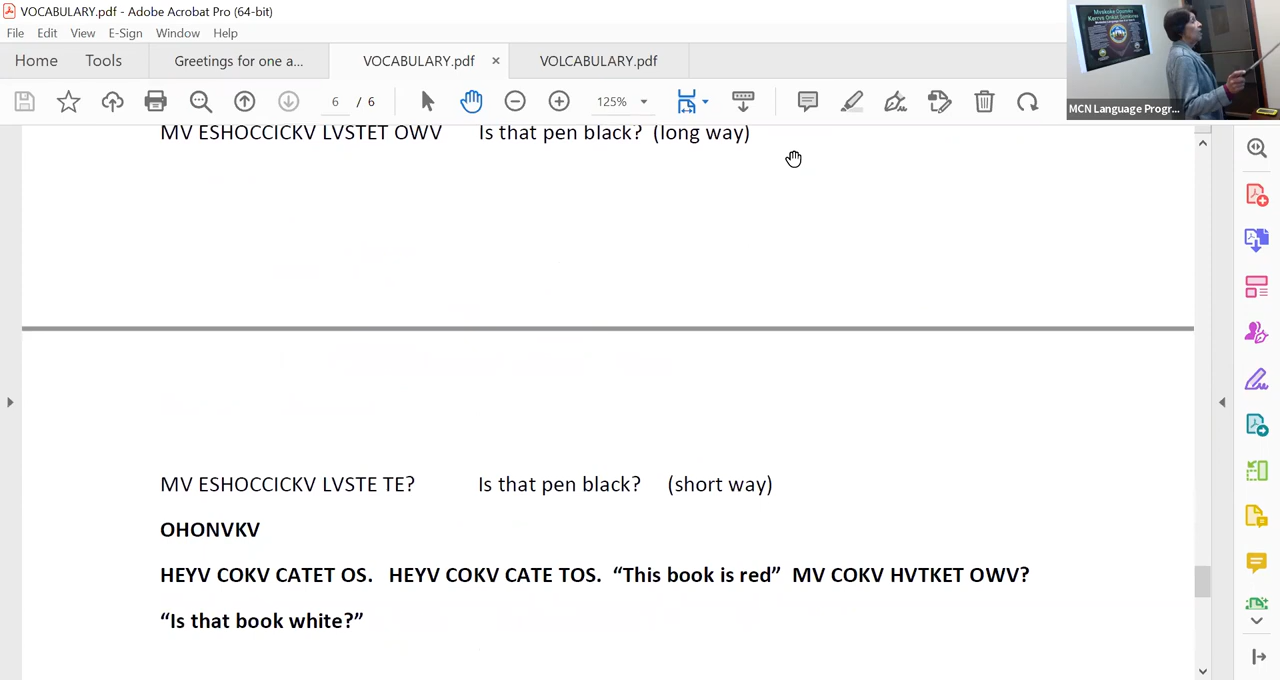 VOCABULARY.pdf - Adobe Acrobat Pro (64-bit)
File Edit View E-Sign Window Help
Home Tools Greetings for one a... VOCABULARY.pdf × VOLCABULARY.pdf
6 / 6 125%
MCN Language Progr...
MV ESHOCCICKV LVSTET OWV Is that pen black? (long way)
MV ESHOCCICKV LVSTE TE? Is that pen black? (short way)
OHONVKV
HEYV COKV CATET OS. HEYV COKV CATE TOS. “This book is red” MV COKV HVTKET OWV?
“Is that book white?”